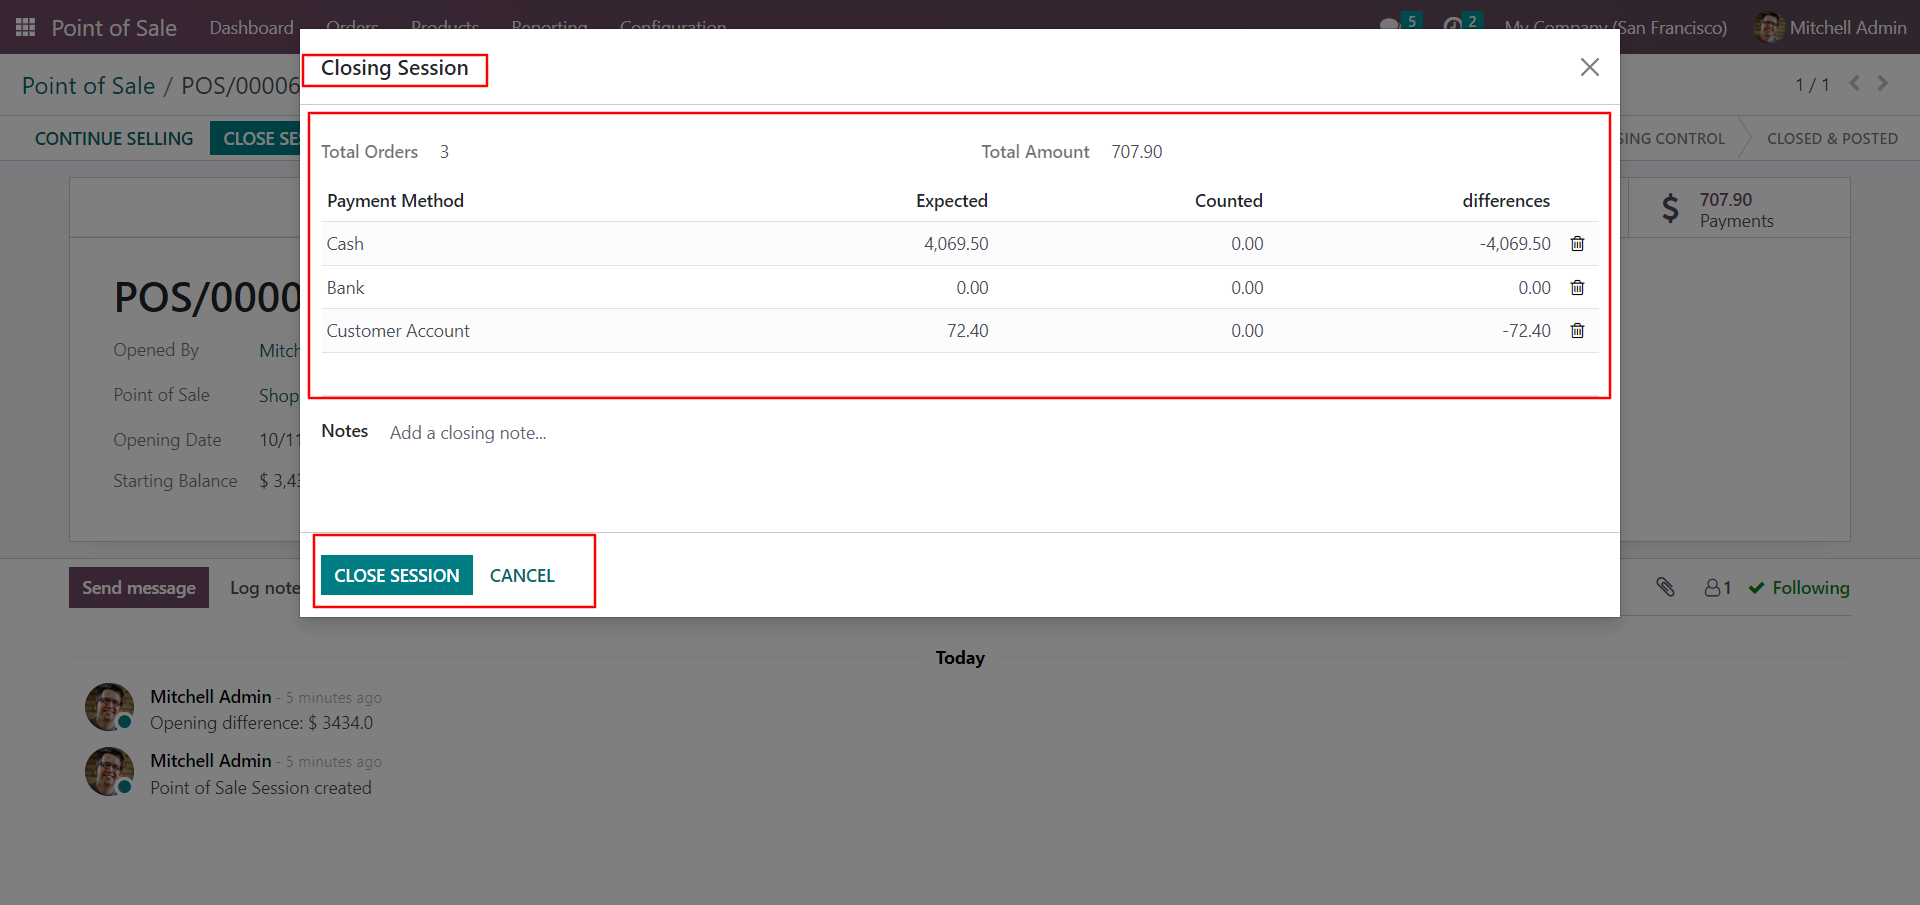 Point of Sale Dashboard Orders Products Reporting Configuration 5 2 My Company (San Francisco) Mitchell Admin
Closing Session
Point of Sale / POS/00006 1 / 1
CONTINUE SELLING CLOSE SES SING CONTROL CLOSED & POSTED
Total Orders 3 Total Amount 707.90
Payment Method Expected Counted differences
Cash 4,069.50 0.00 -4,069.50
Bank 0.00 0.00 0.00
Customer Account 72.40 0.00 -72.40
Notes Add a closing note...
CLOSE SESSION CANCEL
$ 707.90
Payments
POS/0000
Opened By Mitch
Point of Sale Shop
Opening Date 10/11
Starting Balance $ 3,43
Send message Log note 1 Following
Today
Mitchell Admin - 5 minutes ago
Opening difference: $ 3434.0
Mitchell Admin - 5 minutes ago
Point of Sale Session created